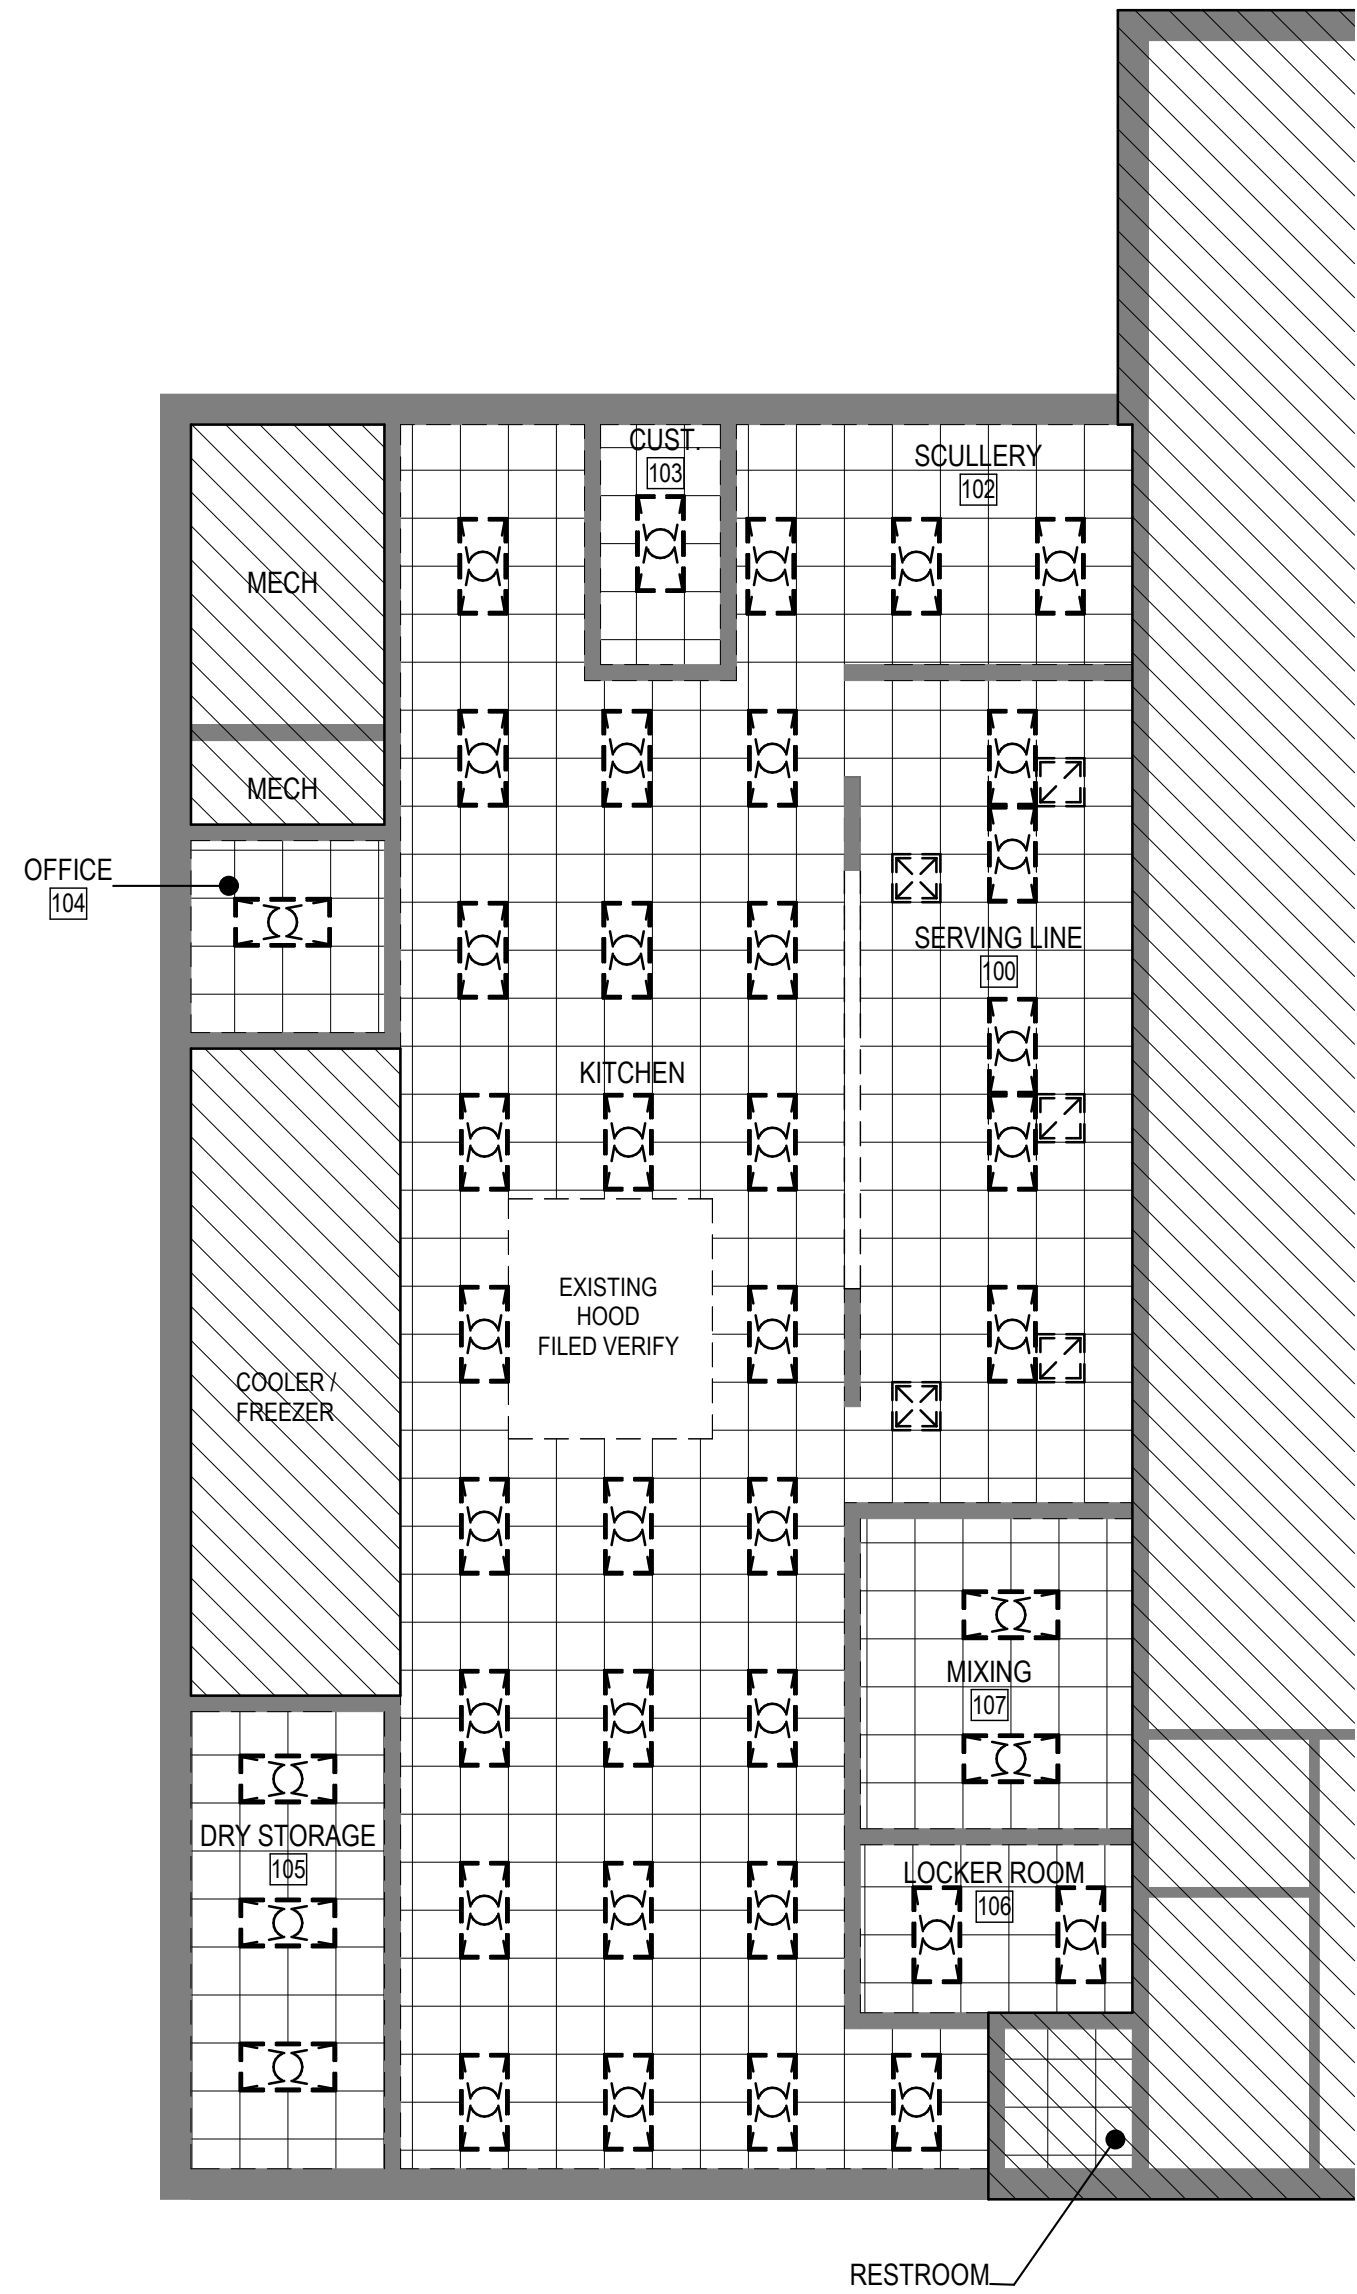 CUST.
103
SCULLERY
102
MECH
MECH
OFFICE
104
SERVING LINE
100
KITCHEN
EXISTING
HOOD
FILED VERIFY
COOLER /
FREEZER
MIXING
107
DRY STORAGE
105
LOCKER ROOM
106
RESTROOM